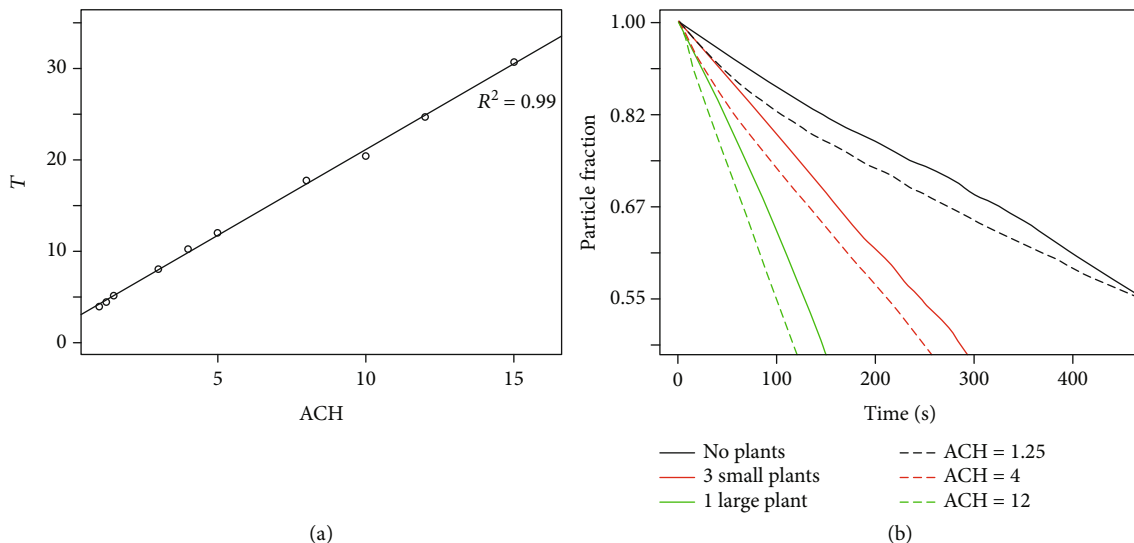 30
20
10
0
T
R² = 0.99
5
10
15
ACH
(a)
1.00
0.82
0.67
0.55
Particle fraction
0
100
200
300
400
Time (s)
No plants
3 small plants
1 large plant
ACH = 1.25
ACH = 4
ACH = 12
(b)